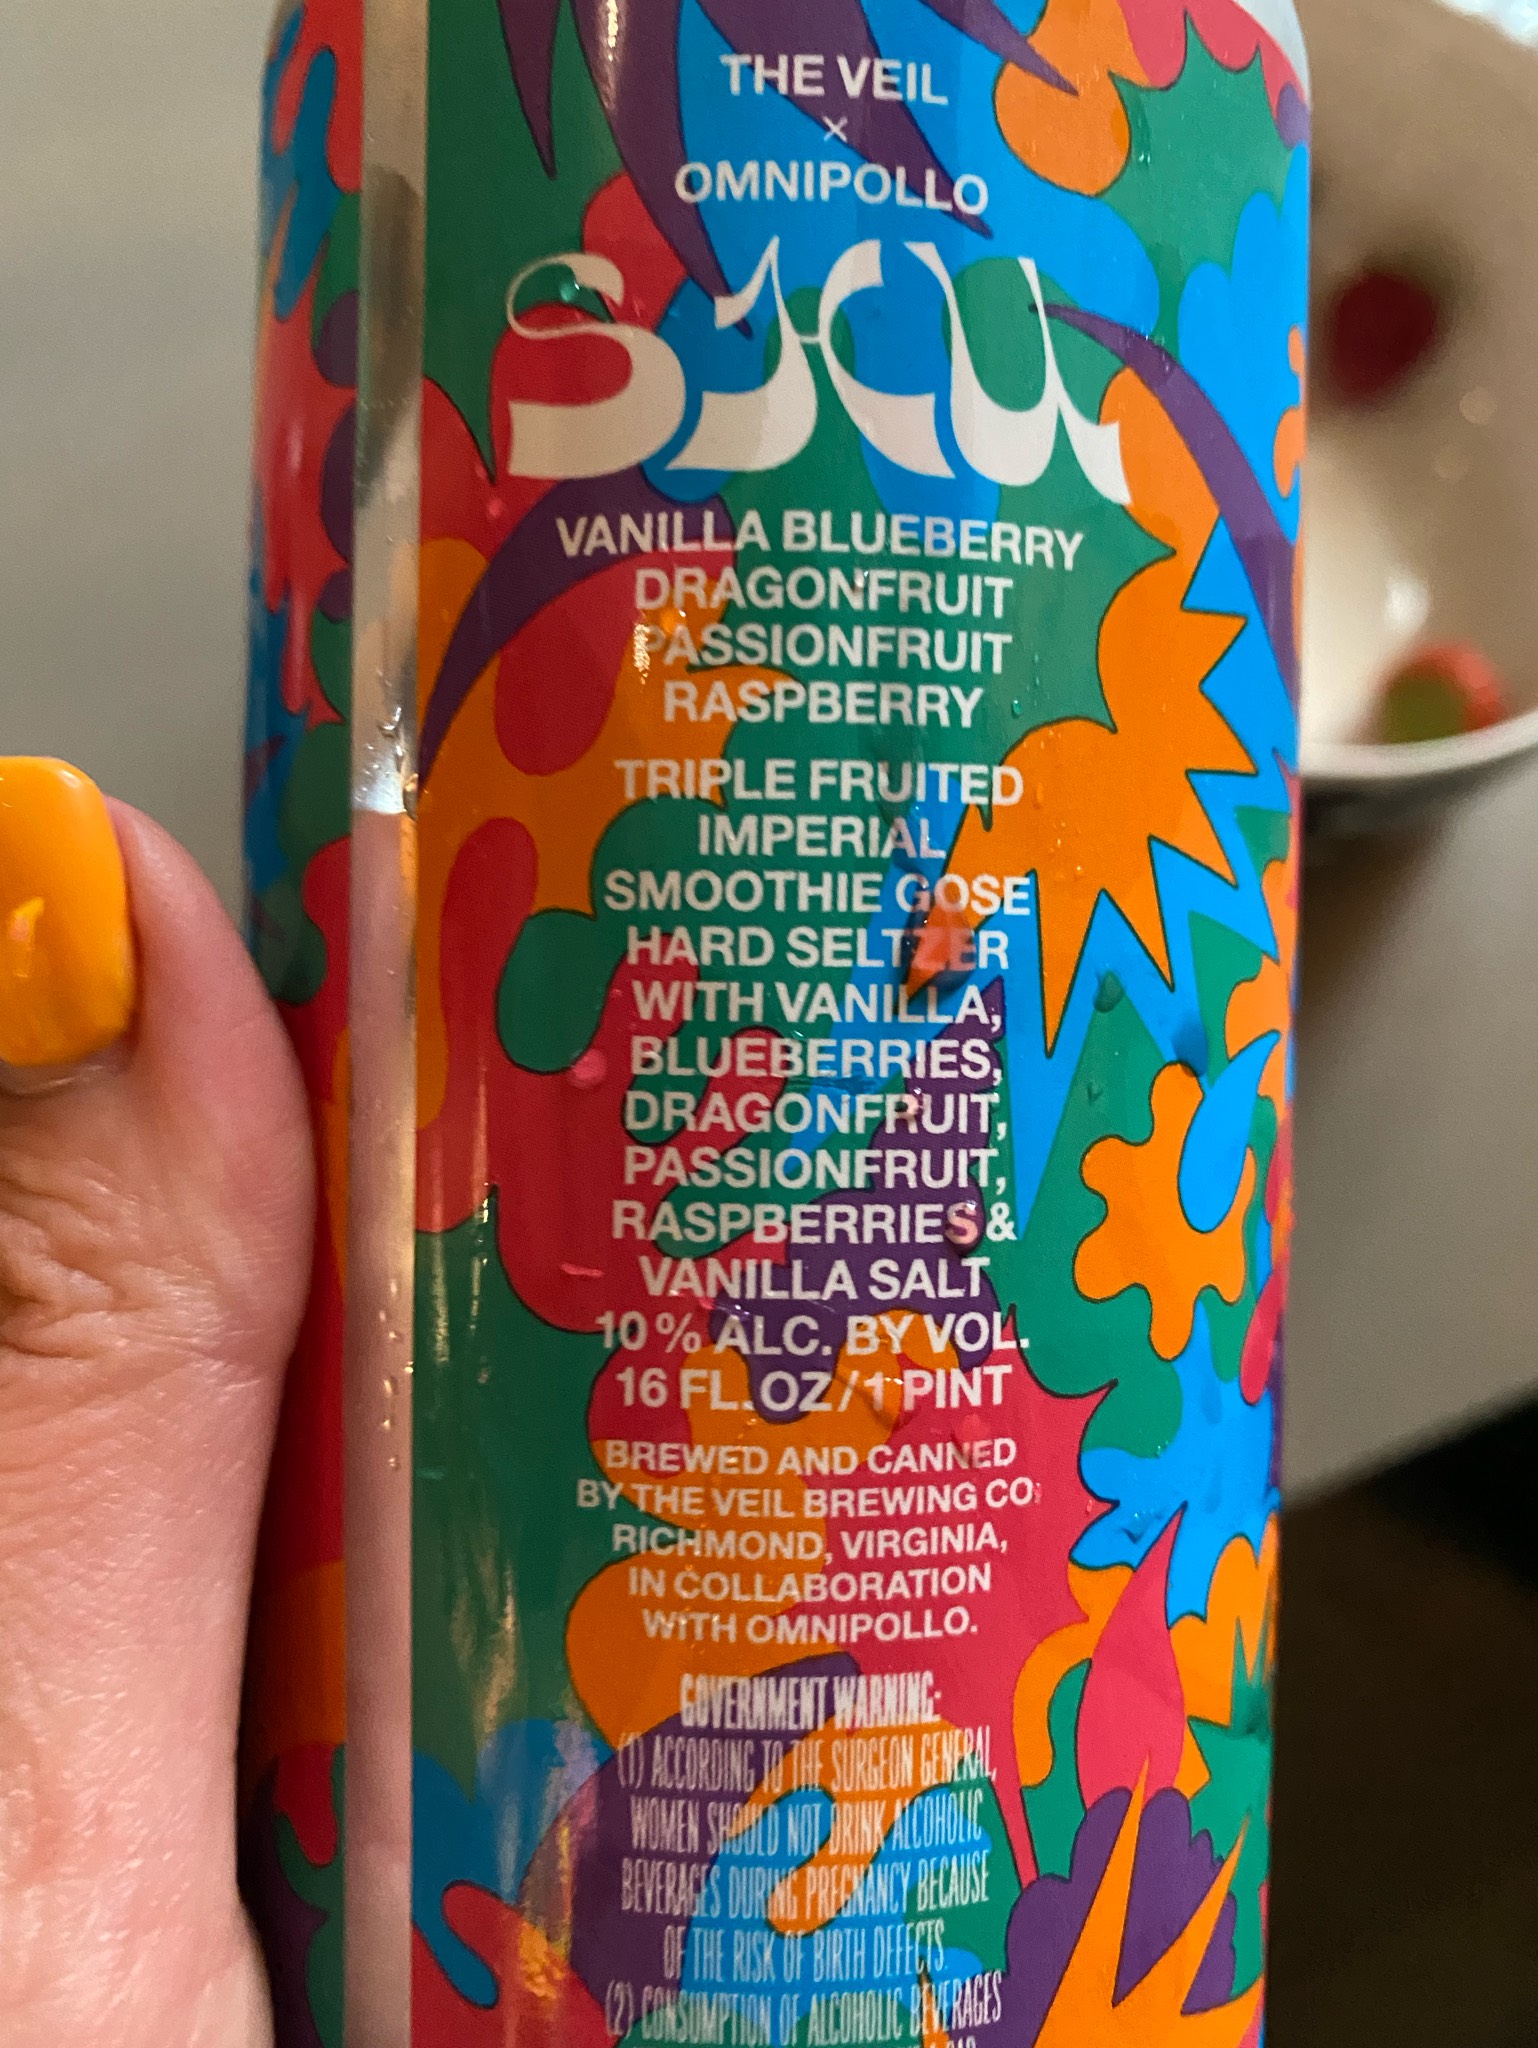 THE VEIL
×
OMNIPOLLO
VANILLA BLUEBERRY
DRAGONFRUIT
PASSIONFRUIT
RASPBERRY
TRIPLE FRUITED
IMPERIAL
SMOOTHIE GOSE
HARD SELTZER
WITH VANILLA,
BLUEBERRIES,
DRAGONFRUIT,
PASSIONFRUIT,
RASPBERRIES &
VANILLA SALT
10% ALC. BY VOL.
16 FL. OZ/1 PINT
BREWED AND CANNED
BY THE VEIL BREWING CO.
RICHMOND, VIRGINIA,
IN COLLABORATION
WITH OMNIPOLLO.
GOVERNMENT WARNING:
(1) ACCORDING TO THE SURGEON GENERAL,
WOMEN SHOULD NOT DRINK ALCOHOLIC
BEVERAGES DURING PREGNANCY BECAUSE
OF THE RISK OF BIRTH DEFECTS.
(2) CONSUMPTION OF ALCOHOLIC BEVERAGES